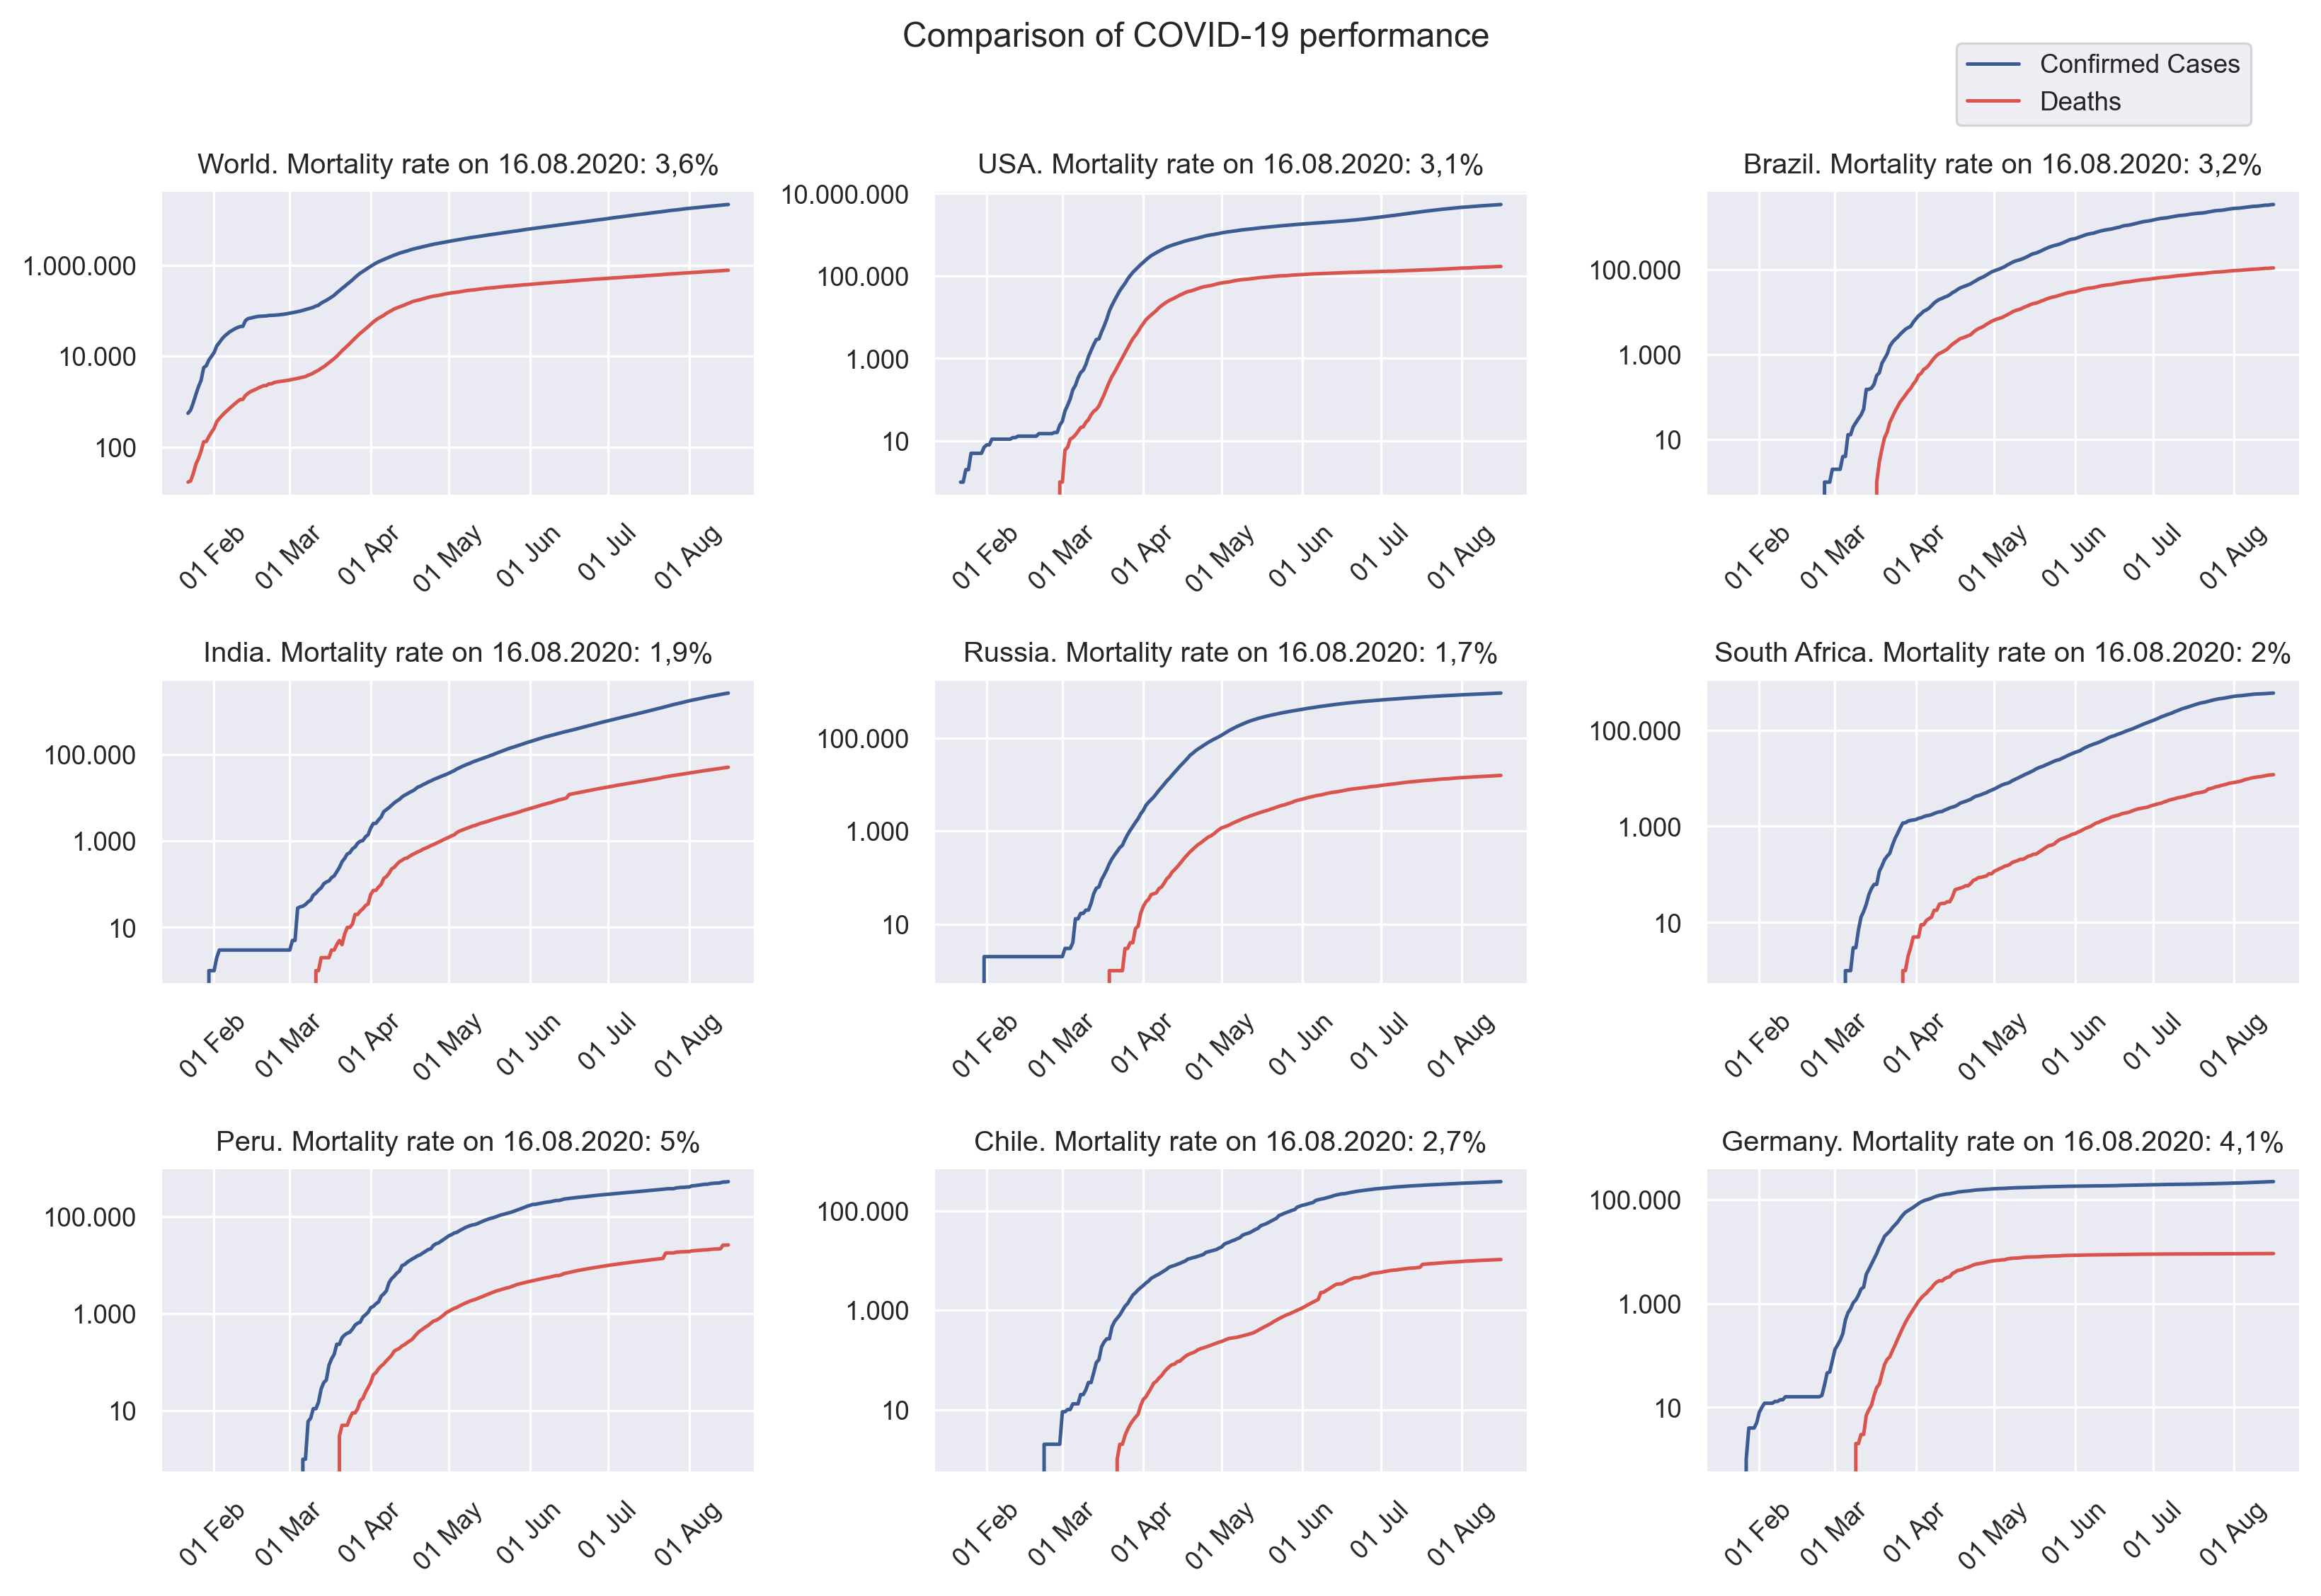 Comparison of COVID-19 performance
Confirmed Cases
Deaths
World. Mortality rate on 16.08.2020: 3,6%
1.000.000
10.000
100
01 Feb
01 Mar
01 Apr
01 May
01 Jun
01 Jul
01 Aug
USA. Mortality rate on 16.08.2020: 3,1%
10.000.000
100.000
1.000
10
01 Feb
01 Mar
01 Apr
01 May
01 Jun
01 Jul
01 Aug
Brazil. Mortality rate on 16.08.2020: 3,2%
100.000
1.000
10
01 Feb
01 Mar
01 Apr
01 May
01 Jun
01 Jul
01 Aug
India. Mortality rate on 16.08.2020: 1,9%
100.000
1.000
10
01 Feb
01 Mar
01 Apr
01 May
01 Jun
01 Jul
01 Aug
Russia. Mortality rate on 16.08.2020: 1,7%
100.000
1.000
10
01 Feb
01 Mar
01 Apr
01 May
01 Jun
01 Jul
01 Aug
South Africa. Mortality rate on 16.08.2020: 2%
100.000
1.000
10
01 Feb
01 Mar
01 Apr
01 May
01 Jun
01 Jul
01 Aug
Peru. Mortality rate on 16.08.2020: 5%
100.000
1.000
10
01 Feb
01 Mar
01 Apr
01 May
01 Jun
01 Jul
01 Aug
Chile. Mortality rate on 16.08.2020: 2,7%
100.000
1.000
10
01 Feb
01 Mar
01 Apr
01 May
01 Jun
01 Jul
01 Aug
Germany. Mortality rate on 16.08.2020: 4,1%
100.000
1.000
10
01 Feb
01 Mar
01 Apr
01 May
01 Jun
01 Jul
01 Aug